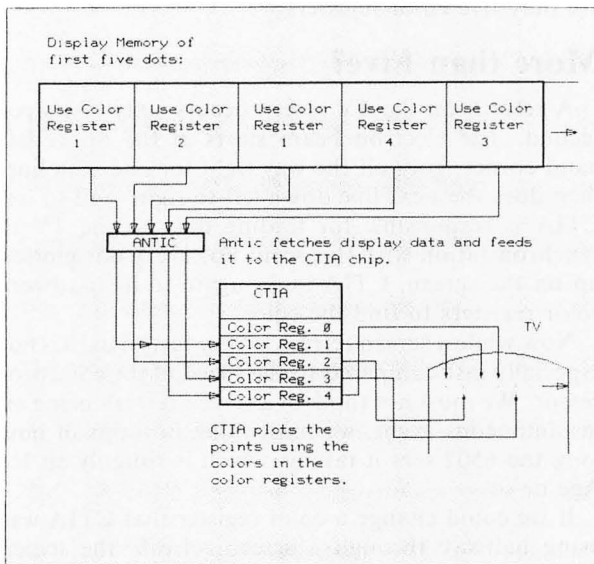 Display Memory of
first five dots:
Use Color Register 1
Use Color Register 2
Use Color Register 1
Use Color Register 4
Use Color Register 3
ANTIC
Antic fetches display data and feeds
it to the CTIA chip.
CTIA
Color Reg. 0
Color Reg. 1
Color Reg. 2
Color Reg. 3
Color Reg. 4
TV
CTIA plots the
points using the
colors in the
color registers.